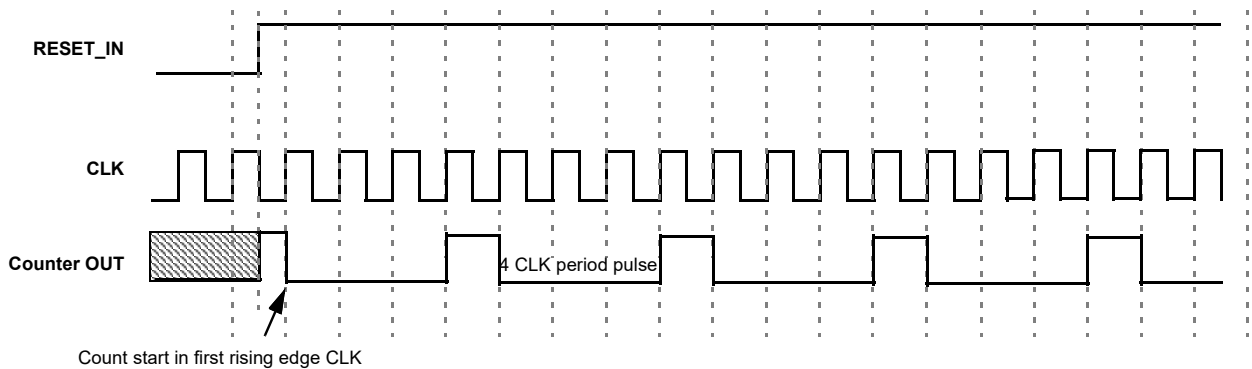 RESET_IN
CLK
Counter OUT
4 CLK period pulse
Count start in first rising edge CLK